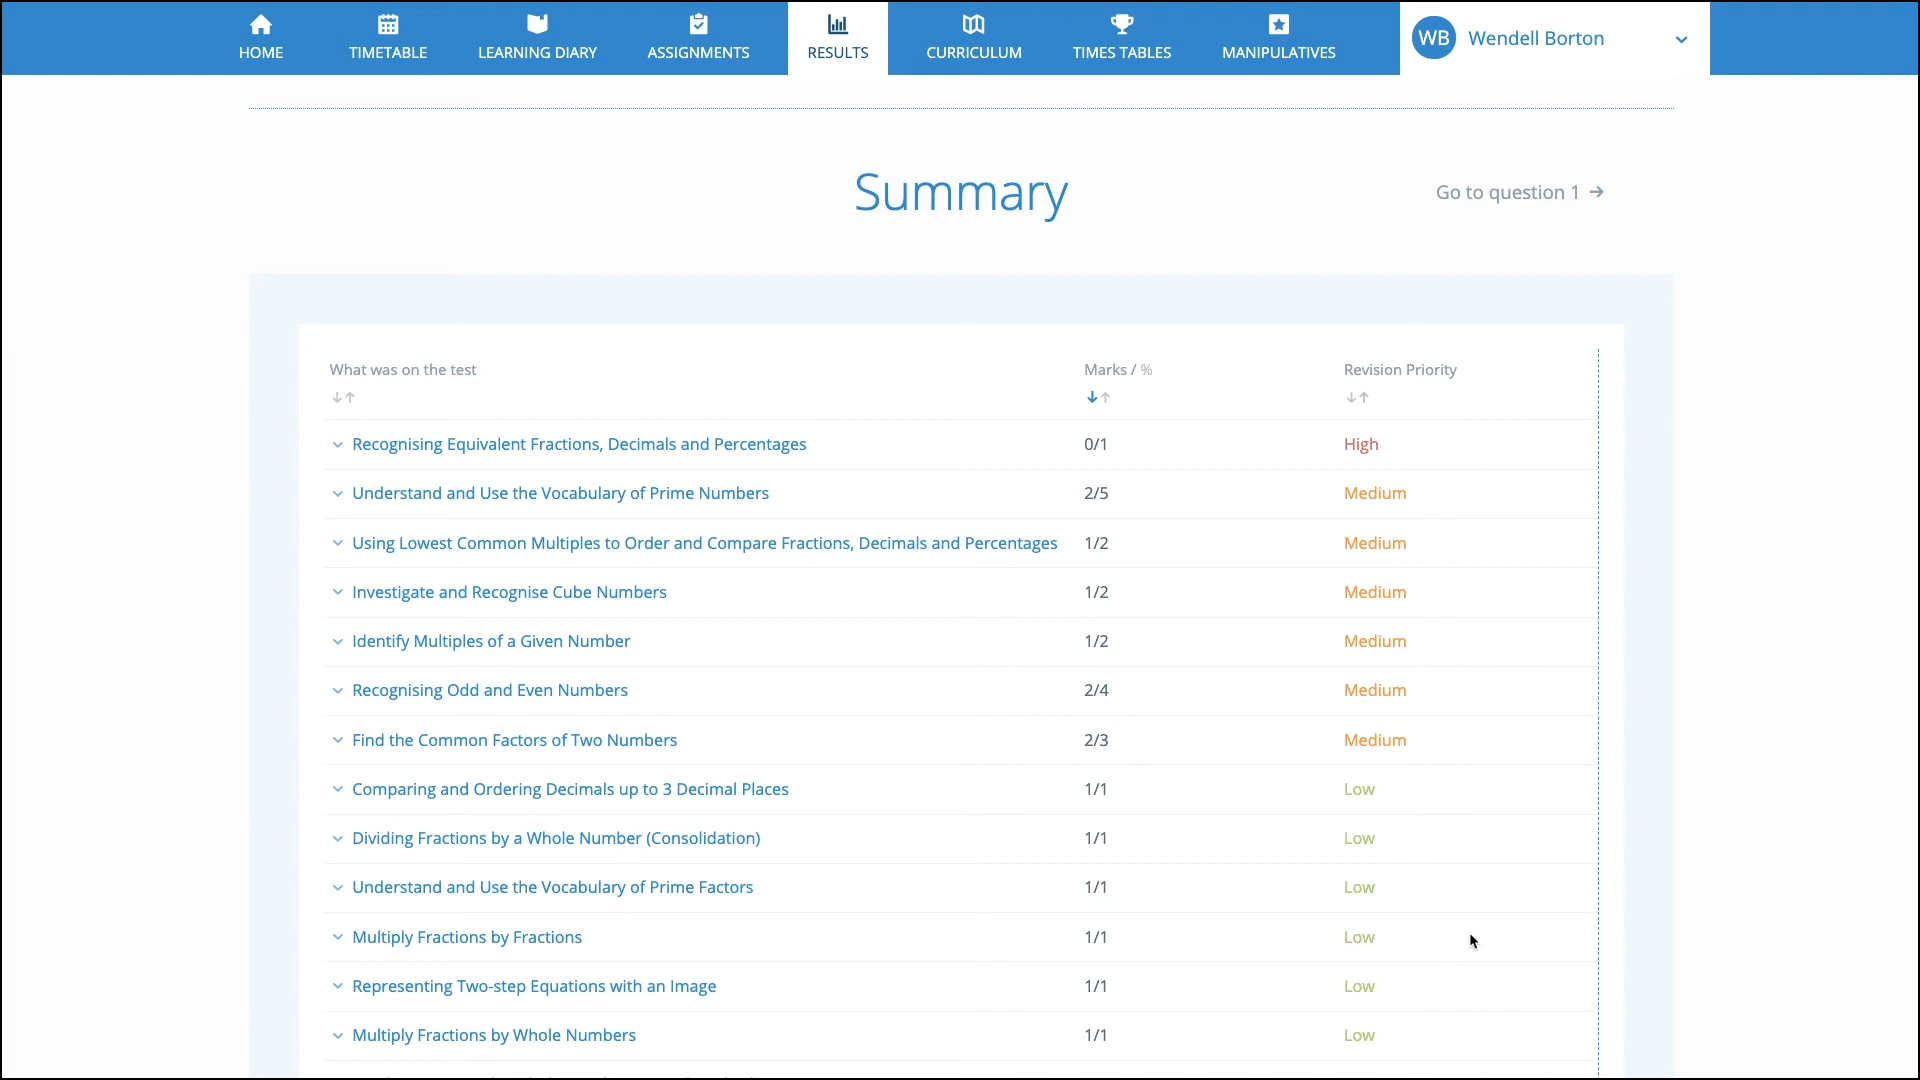 HOME
TIMETABLE
LEARNING DIARY
ASSIGNMENTS
RESULTS
CURRICULUM
TIMES TABLES
MANIPULATIVES
WB Wendell Borton
Summary
Go to question 1 →
What was on the test Marks / % Revision Priority
Recognising Equivalent Fractions, Decimals and Percentages 0/1 High
Understand and Use the Vocabulary of Prime Numbers 2/5 Medium
Using Lowest Common Multiples to Order and Compare Fractions, Decimals and Percentages 1/2 Medium
Investigate and Recognise Cube Numbers 1/2 Medium
Identify Multiples of a Given Number 1/2 Medium
Recognising Odd and Even Numbers 2/4 Medium
Find the Common Factors of Two Numbers 2/3 Medium
Comparing and Ordering Decimals up to 3 Decimal Places 1/1 Low
Dividing Fractions by a Whole Number (Consolidation) 1/1 Low
Understand and Use the Vocabulary of Prime Factors 1/1 Low
Multiply Fractions by Fractions 1/1 Low
Representing Two-step Equations with an Image 1/1 Low
Multiply Fractions by Whole Numbers 1/1 Low